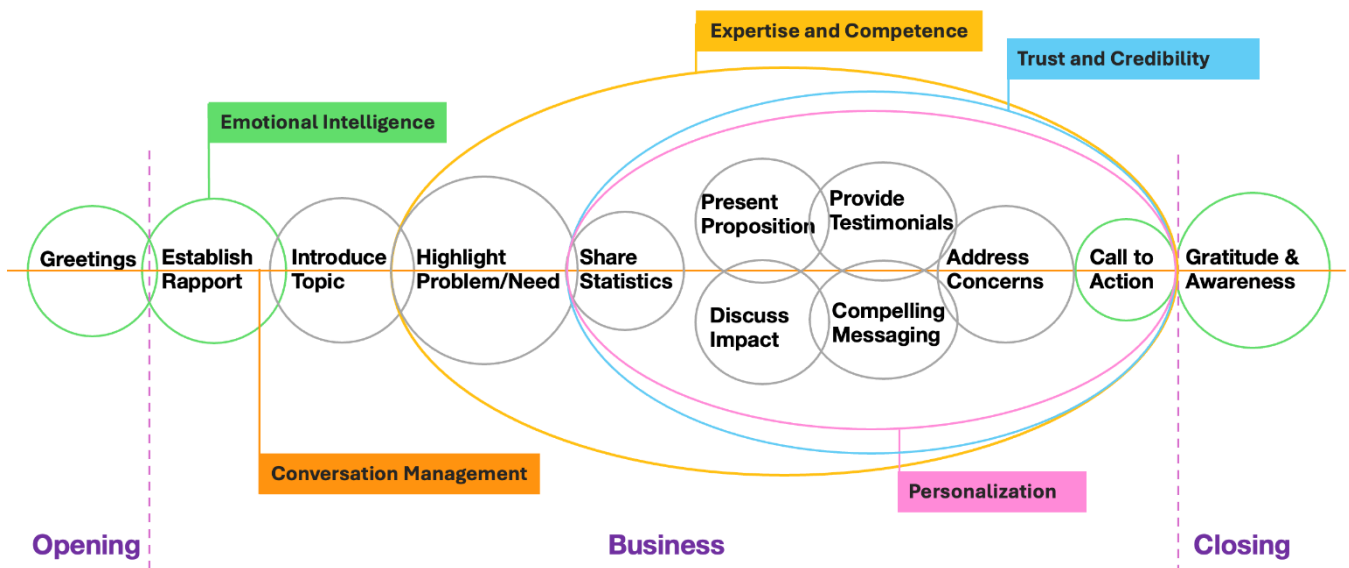 Expertise and Competence
Trust and Credibility
Emotional Intelligence
Greetings
Establish
Rapport
Introduce
Topic
Highlight
Problem/Need
Share
Statistics
Present
Proposition
Provide
Testimonials
Discuss
Impact
Compelling
Messaging
Address
Concerns
Call to
Action
Gratitude &
Awareness
Conversation Management
Personalization
Opening
Business
Closing